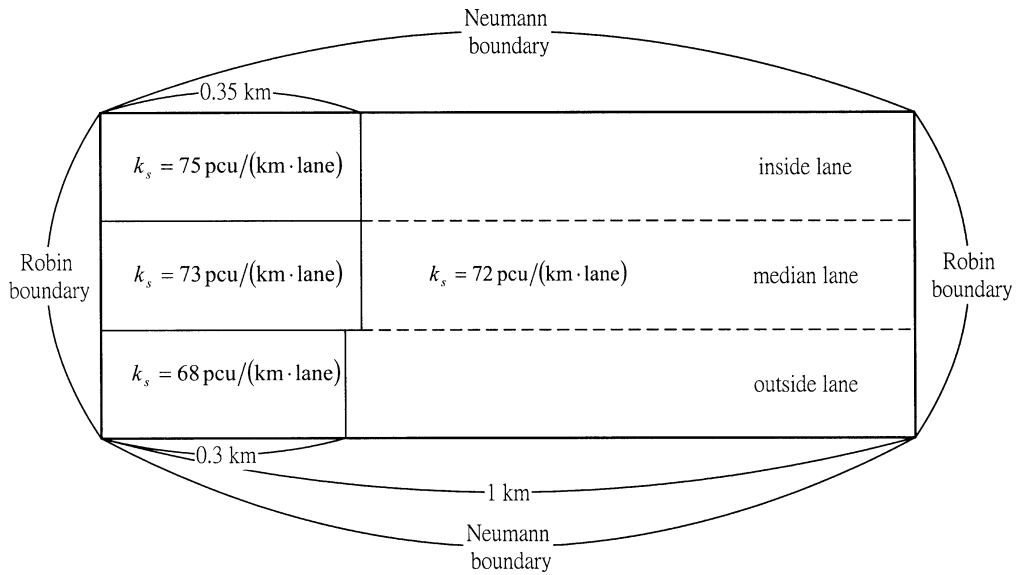 Neumann
boundary
0.35 km
k_s = 75 pcu/(km·lane)
inside lane
Robin
boundary
k_s = 73 pcu/(km·lane)
k_s = 72 pcu/(km·lane)
median lane
Robin
boundary
k_s = 68 pcu/(km·lane)
outside lane
0.3 km
1 km
Neumann
boundary